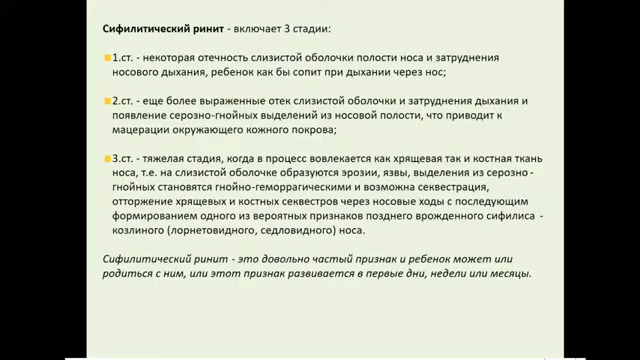 Сифилитический ринит - включает 3 стадии:
1.ст. - некоторая отечность слизистой оболочки полости носа и затруднения
носового дыхания, ребенок как бы сопит при дыхании через нос;
2.ст. - еще более выраженные отек слизистой оболочки и затруднения дыхания и
появление серозно-гнойных выделений из носовой полости, что приводит к
мацерации окружающего кожного покрова;
3.ст. - тяжелая стадия, когда в процесс вовлекается как хрящевая так и костная ткань
носа, т.е. на слизистой оболочке образуются эрозии, язвы, выделения из серозно -
гнойных становятся гнойно-геморрагическими и возможна секвестрация,
отторжение хрящевых и костных секвестров через носовые ходы с последующим
формированием одного из вероятных признаков позднего врожденного сифилиса -
козлиного (лорнетовидного, седловидного) носа.
Сифилитический ринит - это довольно частый признак и ребенок может или
родиться с ним, или этот признак развивается в первые дни, недели или месяцы.